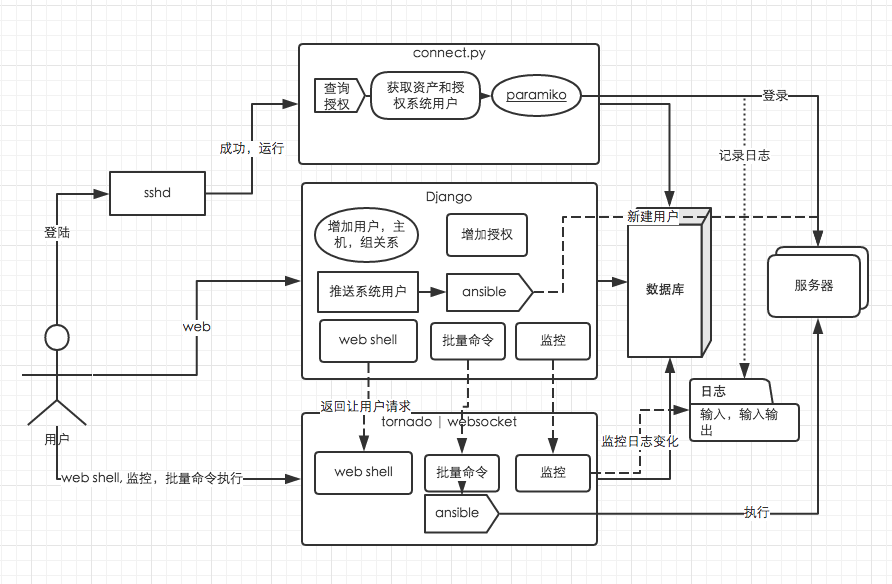 connect.py
查询
授权
获取资产和授
权系统用户
paramiko
登录
成功，运行
记录日志
sshd
Django
登陆
增加用户，主
机，组关系
增加授权
新建用户
推送系统用户
ansible
数据库
服务器
web
web shell
批量命令
监控
日志
返回让用户请求
输入，输入输
出
tornado | websocket
用户
监控日志变化
web shell, 监控，批量命令执行
web shell
批量命令
监控
ansible
执行